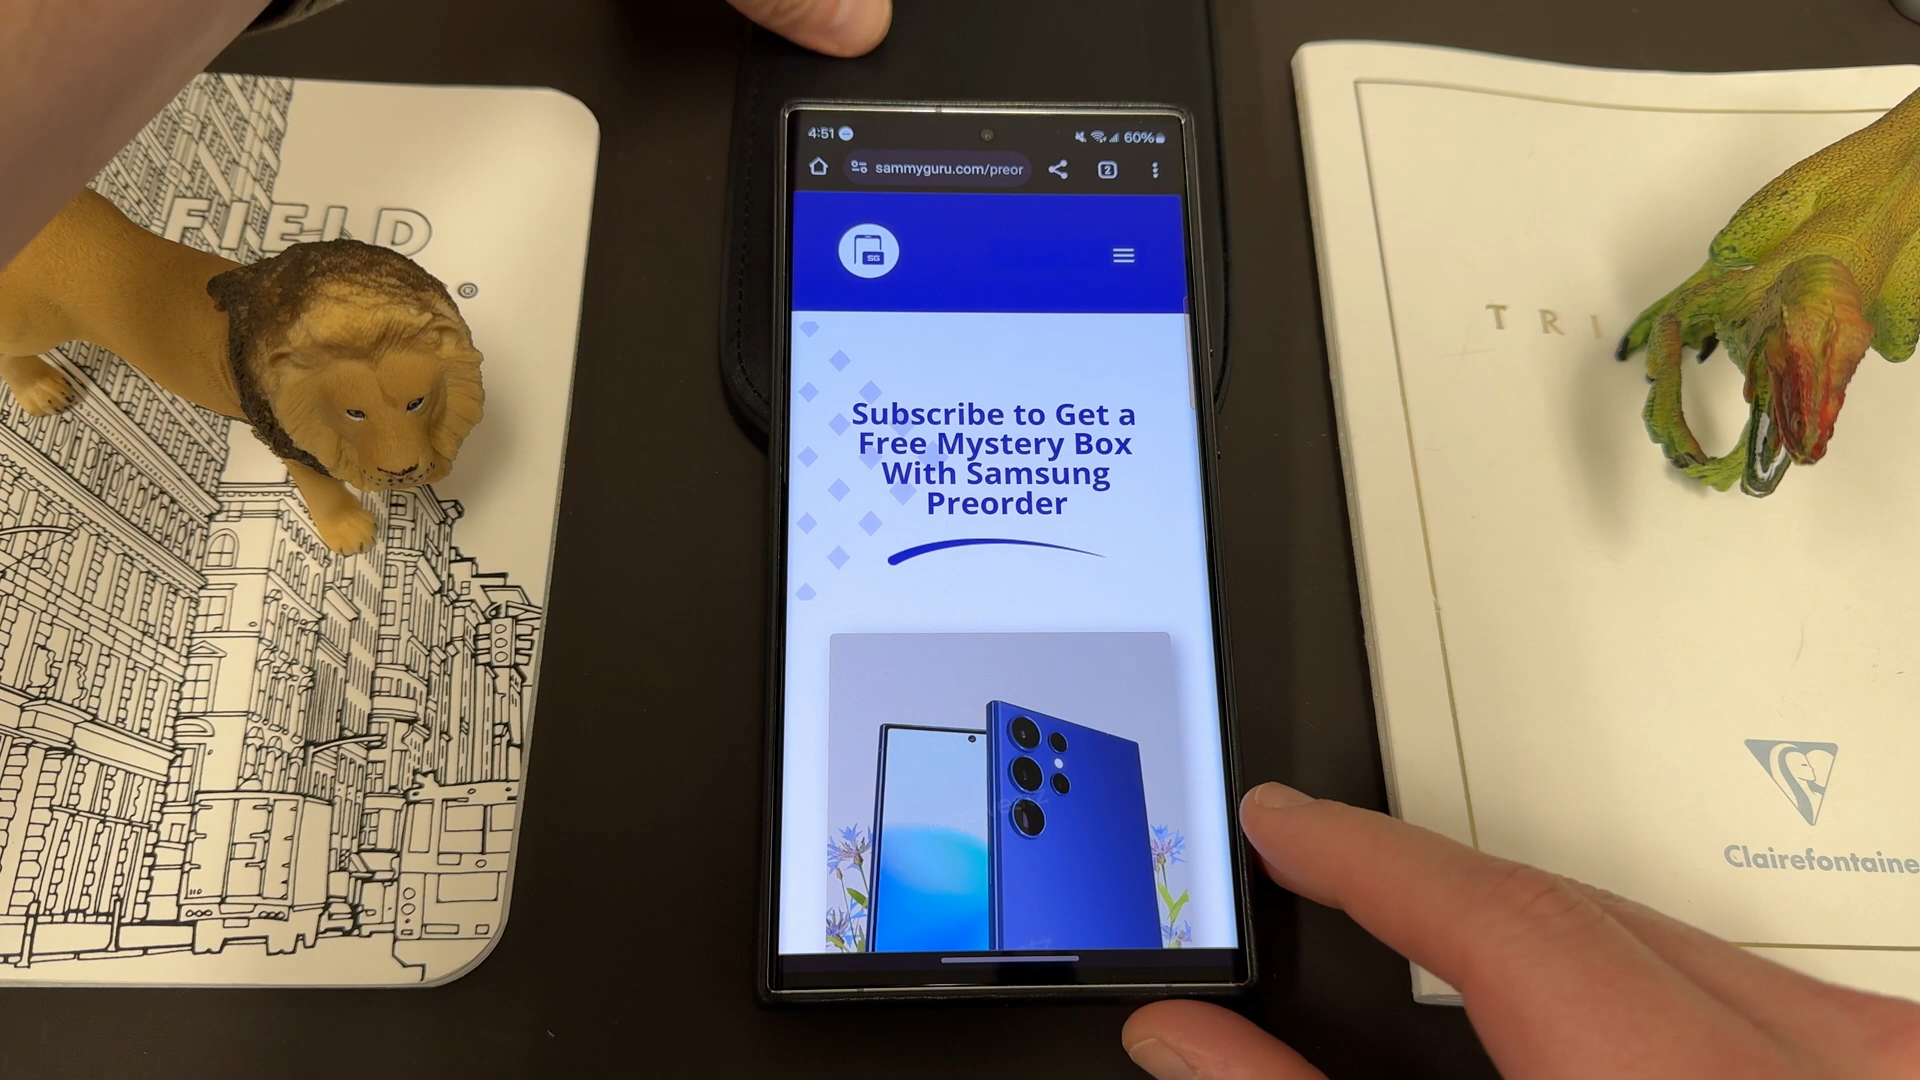 FIELD
®
4:51
60%
sammyguru.com/preor
2
SG
Subscribe to Get a
Free Mystery Box
With Samsung
Preorder
TRI
Clairefontaine